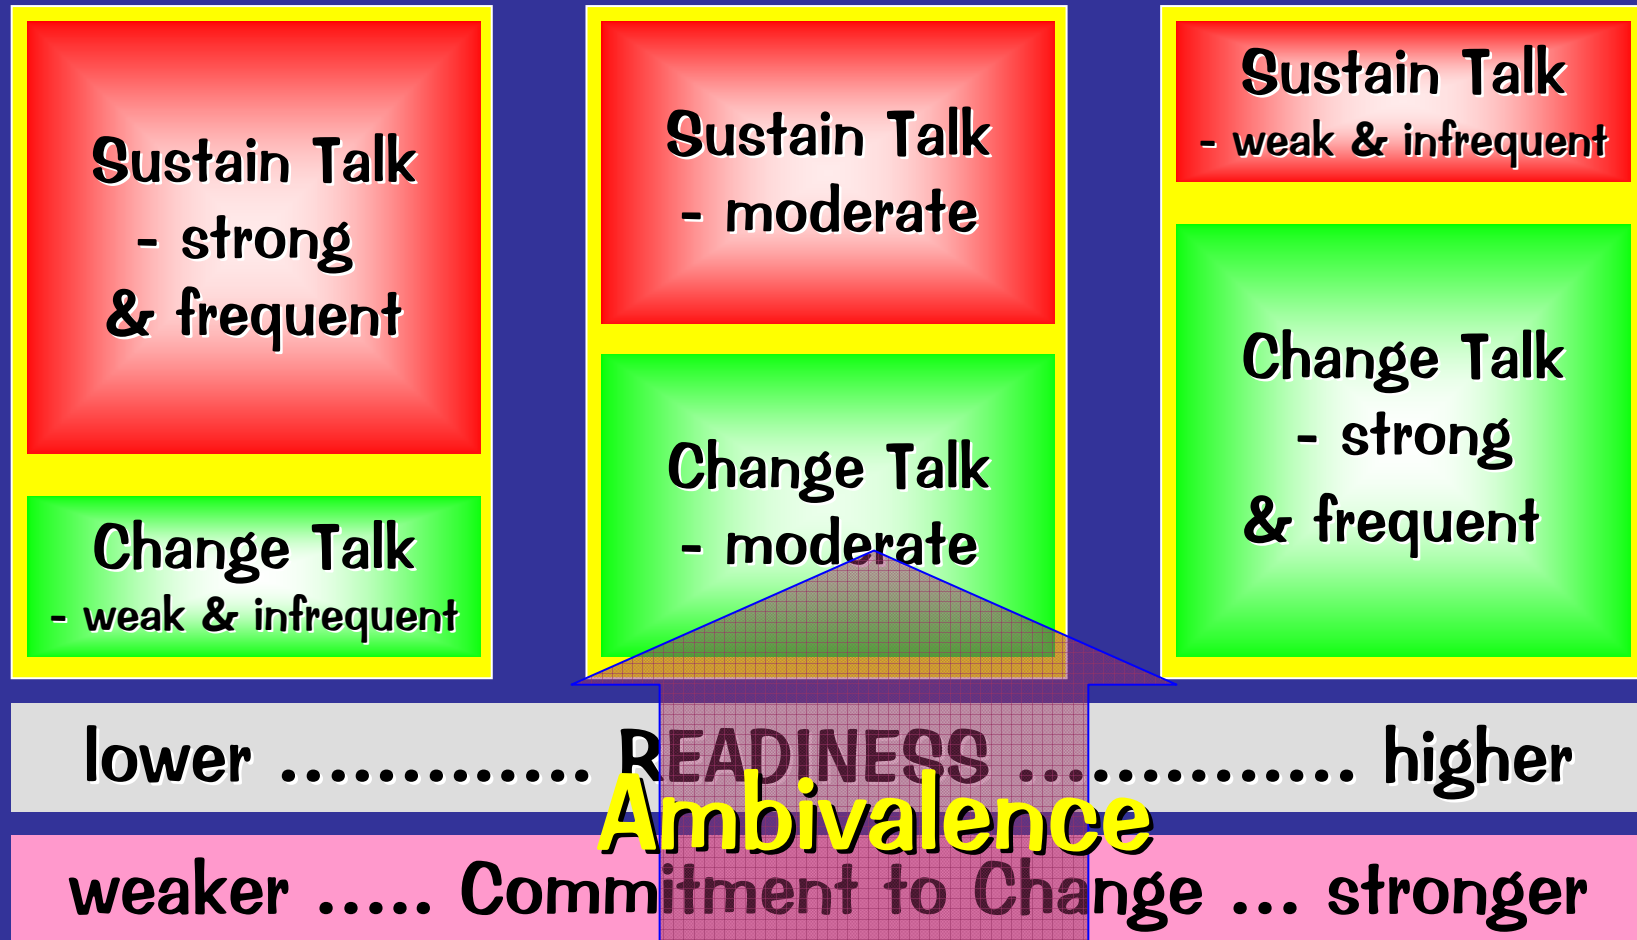 Sustain Talk
- strong
& frequent
Change Talk
- weak & infrequent
Sustain Talk
- moderate
Change Talk
- moderate
Sustain Talk
- weak & infrequent
Change Talk
- strong
& frequent
lower ............. READINESS .............. higher
Ambivalence
weaker ..... Commitment to Change ... stronger